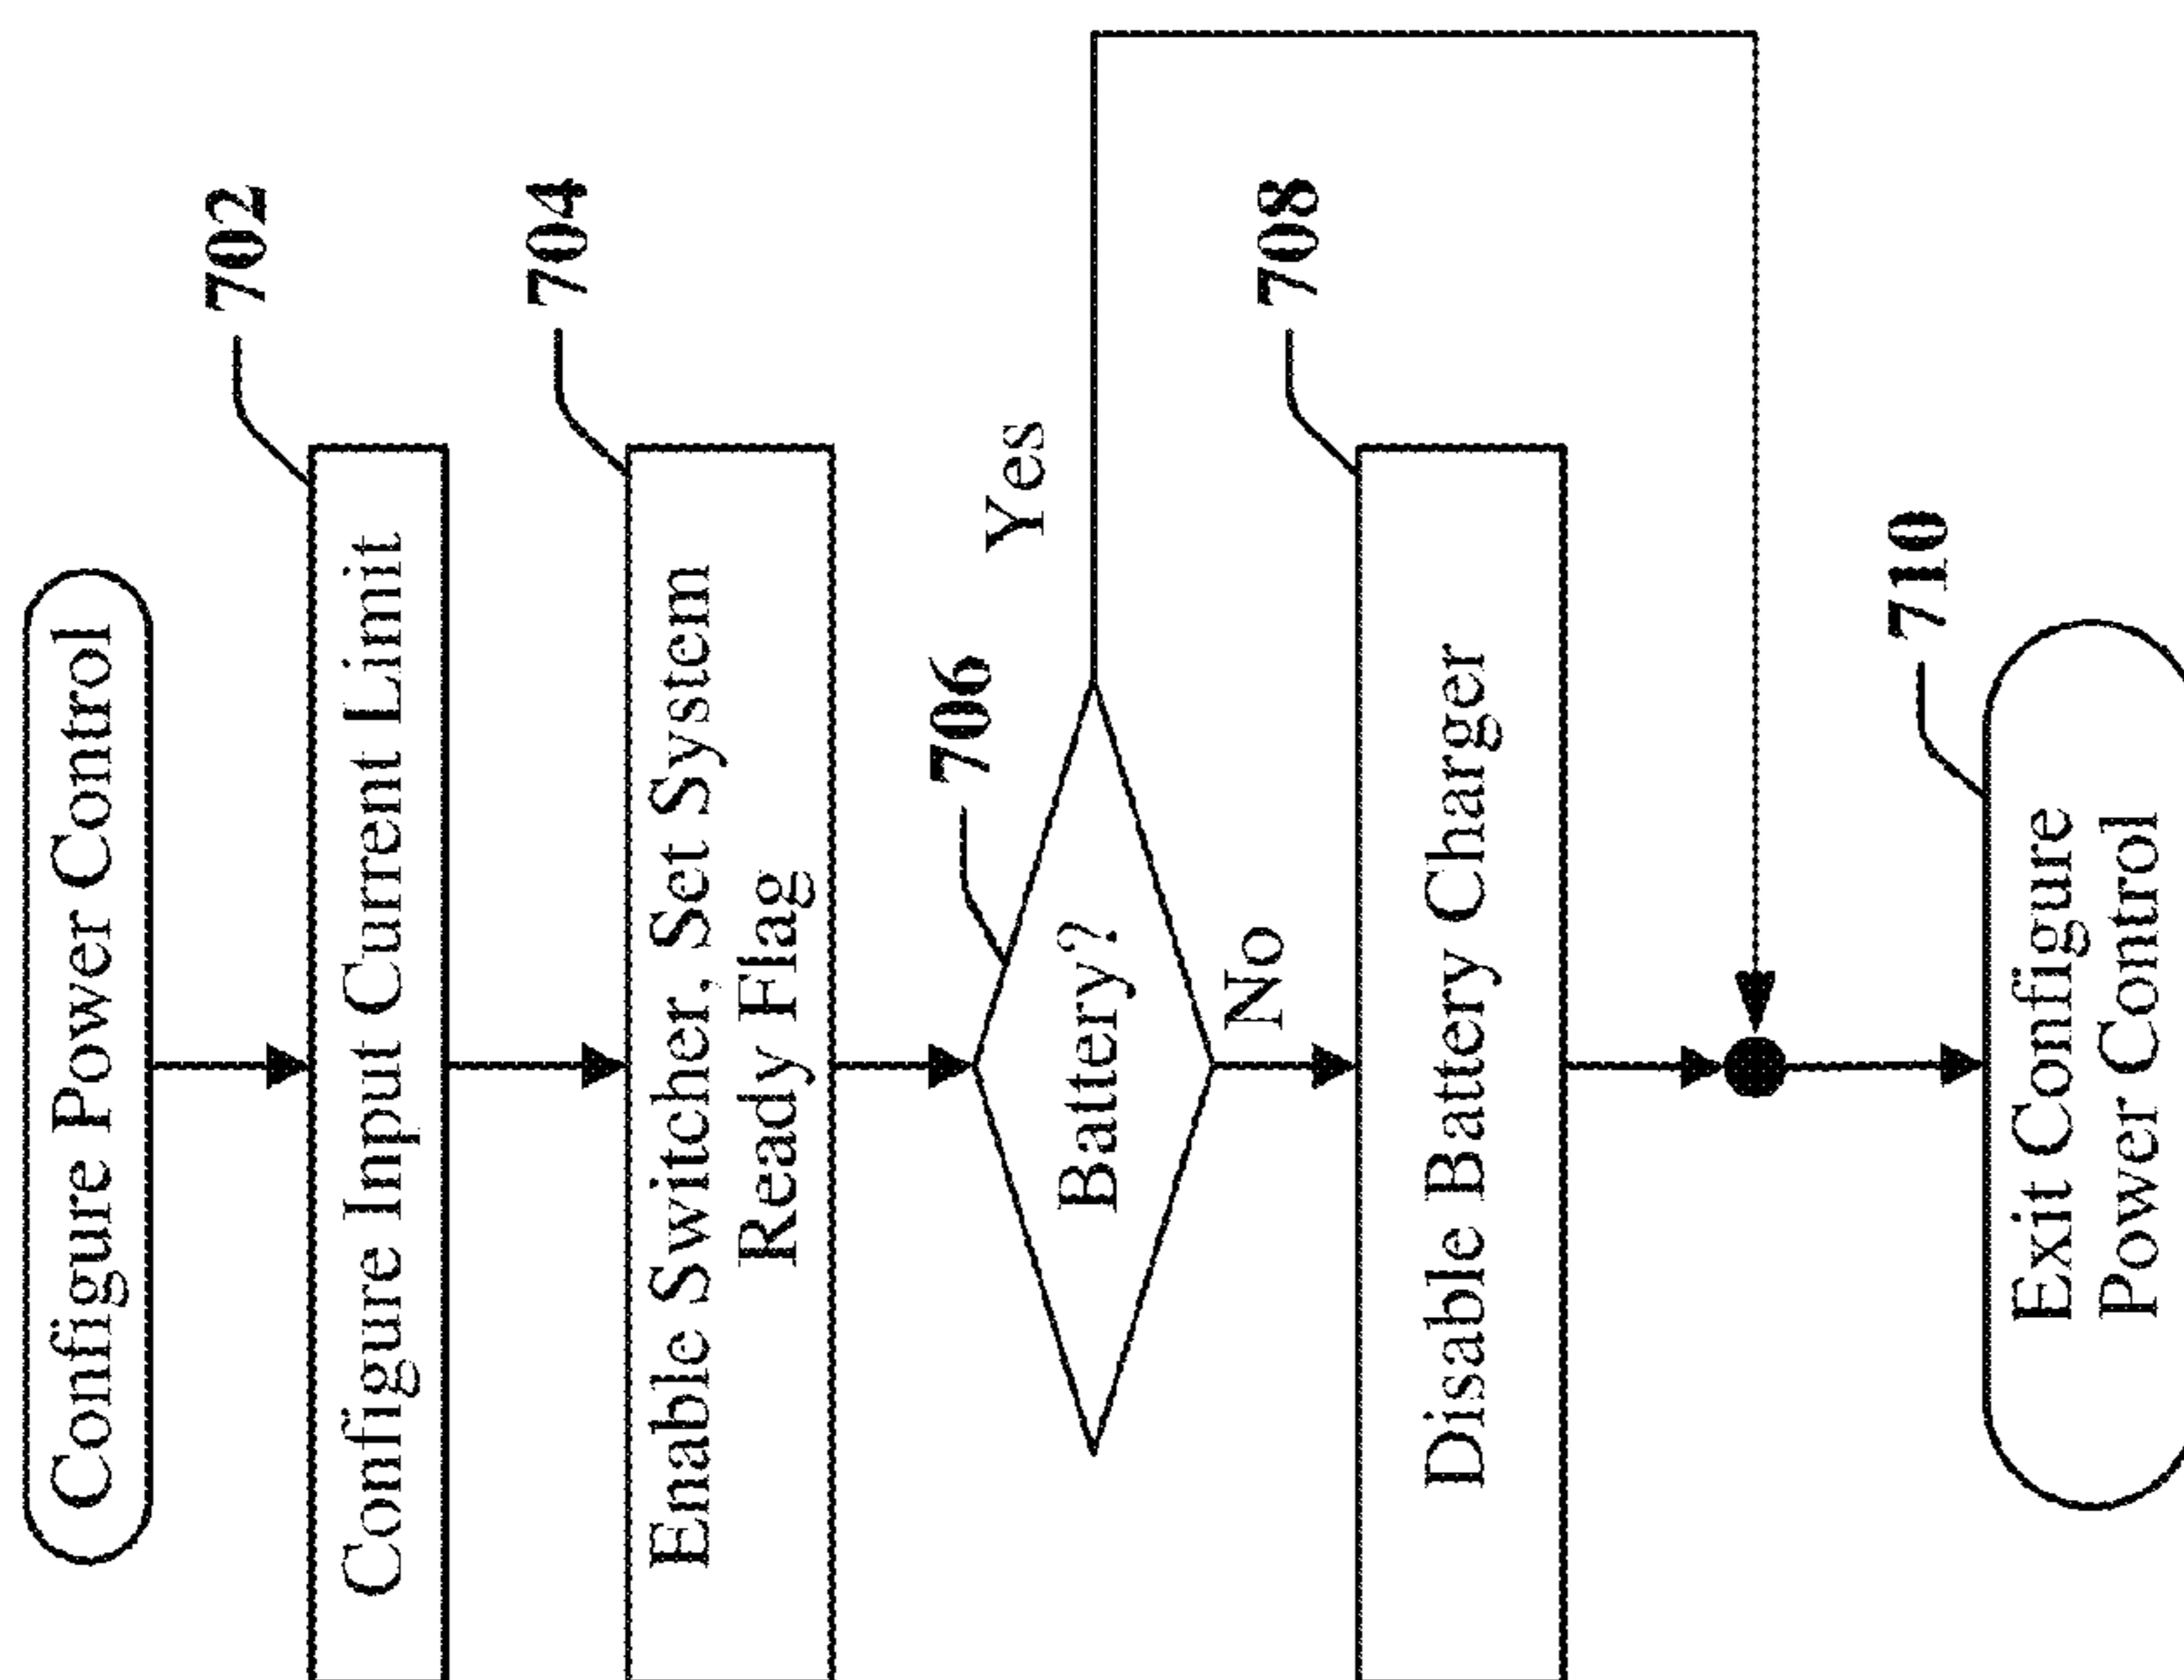 Configure Power Control
702
Configure Input Current Limit
704
Enable Switcher, Set System
Ready Flag
706
Battery?
Yes
No
708
Disable Battery Charger
710
Exit Configure
Power Control